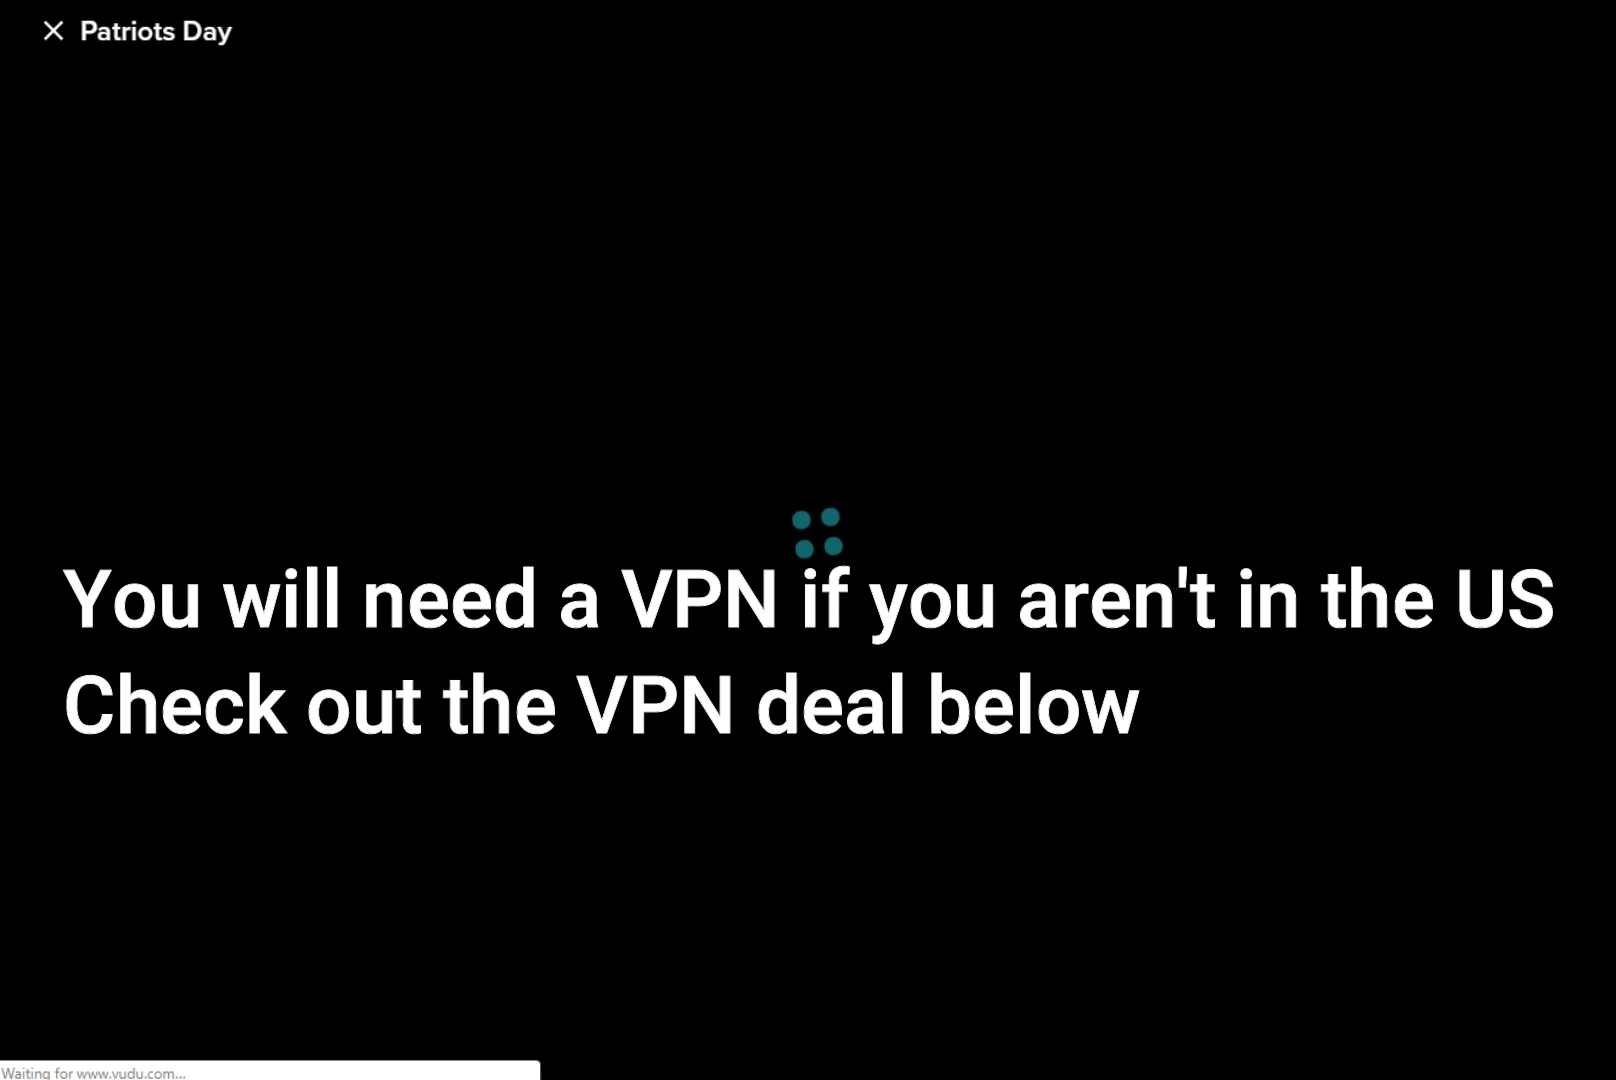 Patriots Day
You will need a VPN if you aren't in the US
Check out the VPN deal below
Waiting for www.vudu.com...